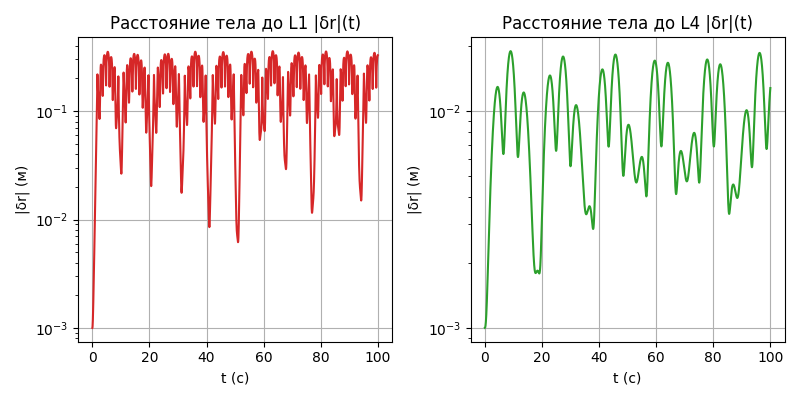 Расстояние тела до L1 |δr|(t)
|δr| (м)
10⁻¹
10⁻²
10⁻³
0 20 40 60 80 100
t (c)
Расстояние тела до L4 |δr|(t)
|δr| (м)
10⁻²
10⁻³
0 20 40 60 80 100
t (c)